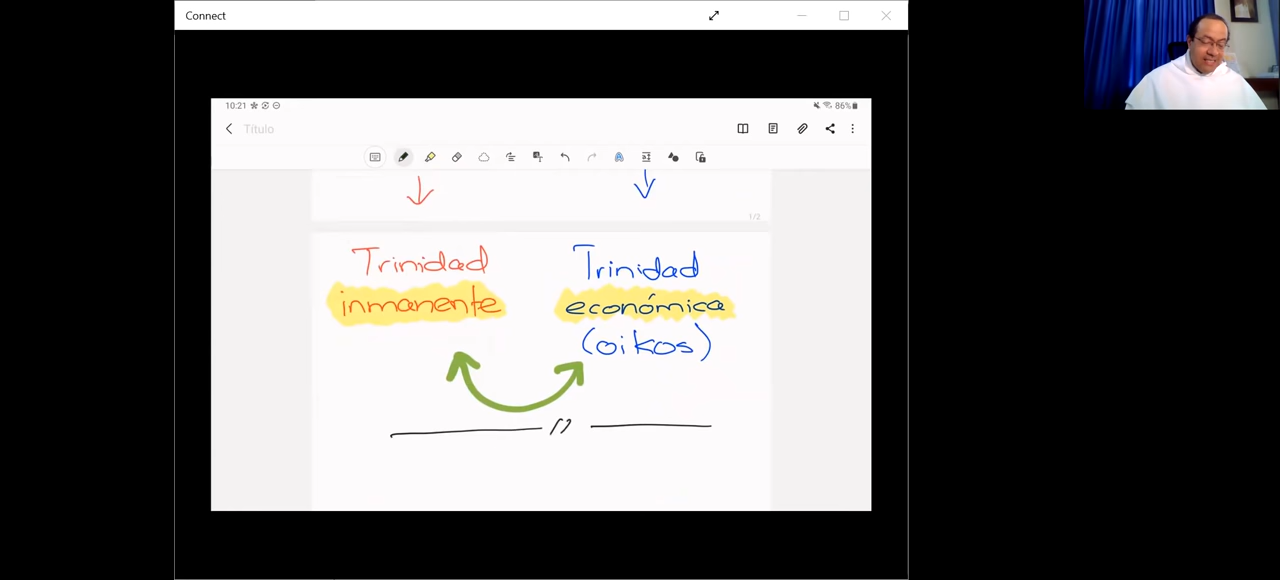 Connect
10:21
86%
Título
1/2
Trinidad
inmanente
Trinidad
económica
(oikos)